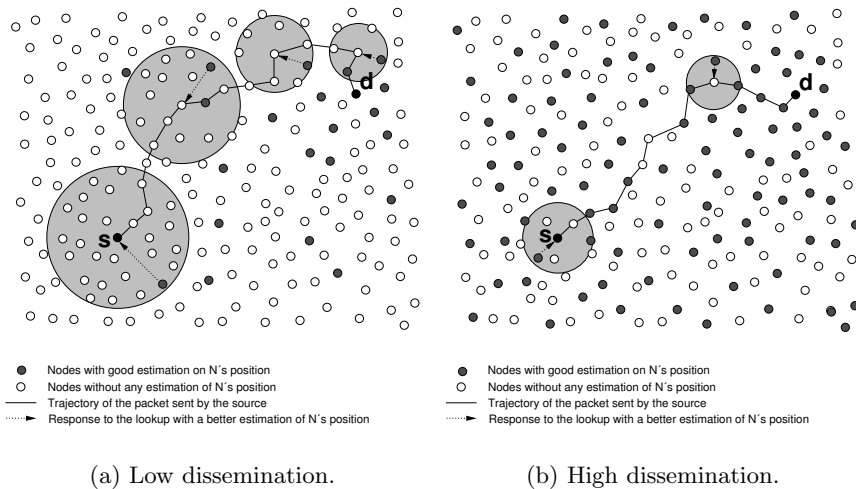 d
s
Nodes with good estimation on N´s position
Nodes without any estimation of N´s position
Trajectory of the packet sent by the source
Response to the lookup with a better estimation of N´s position
(a) Low dissemination.
d
s
Nodes with good estimation on N´s position
Nodes without any estimation of N´s position
Trajectory of the packet sent by the source
Response to the lookup with a better estimation of N´s position
(b) High dissemination.